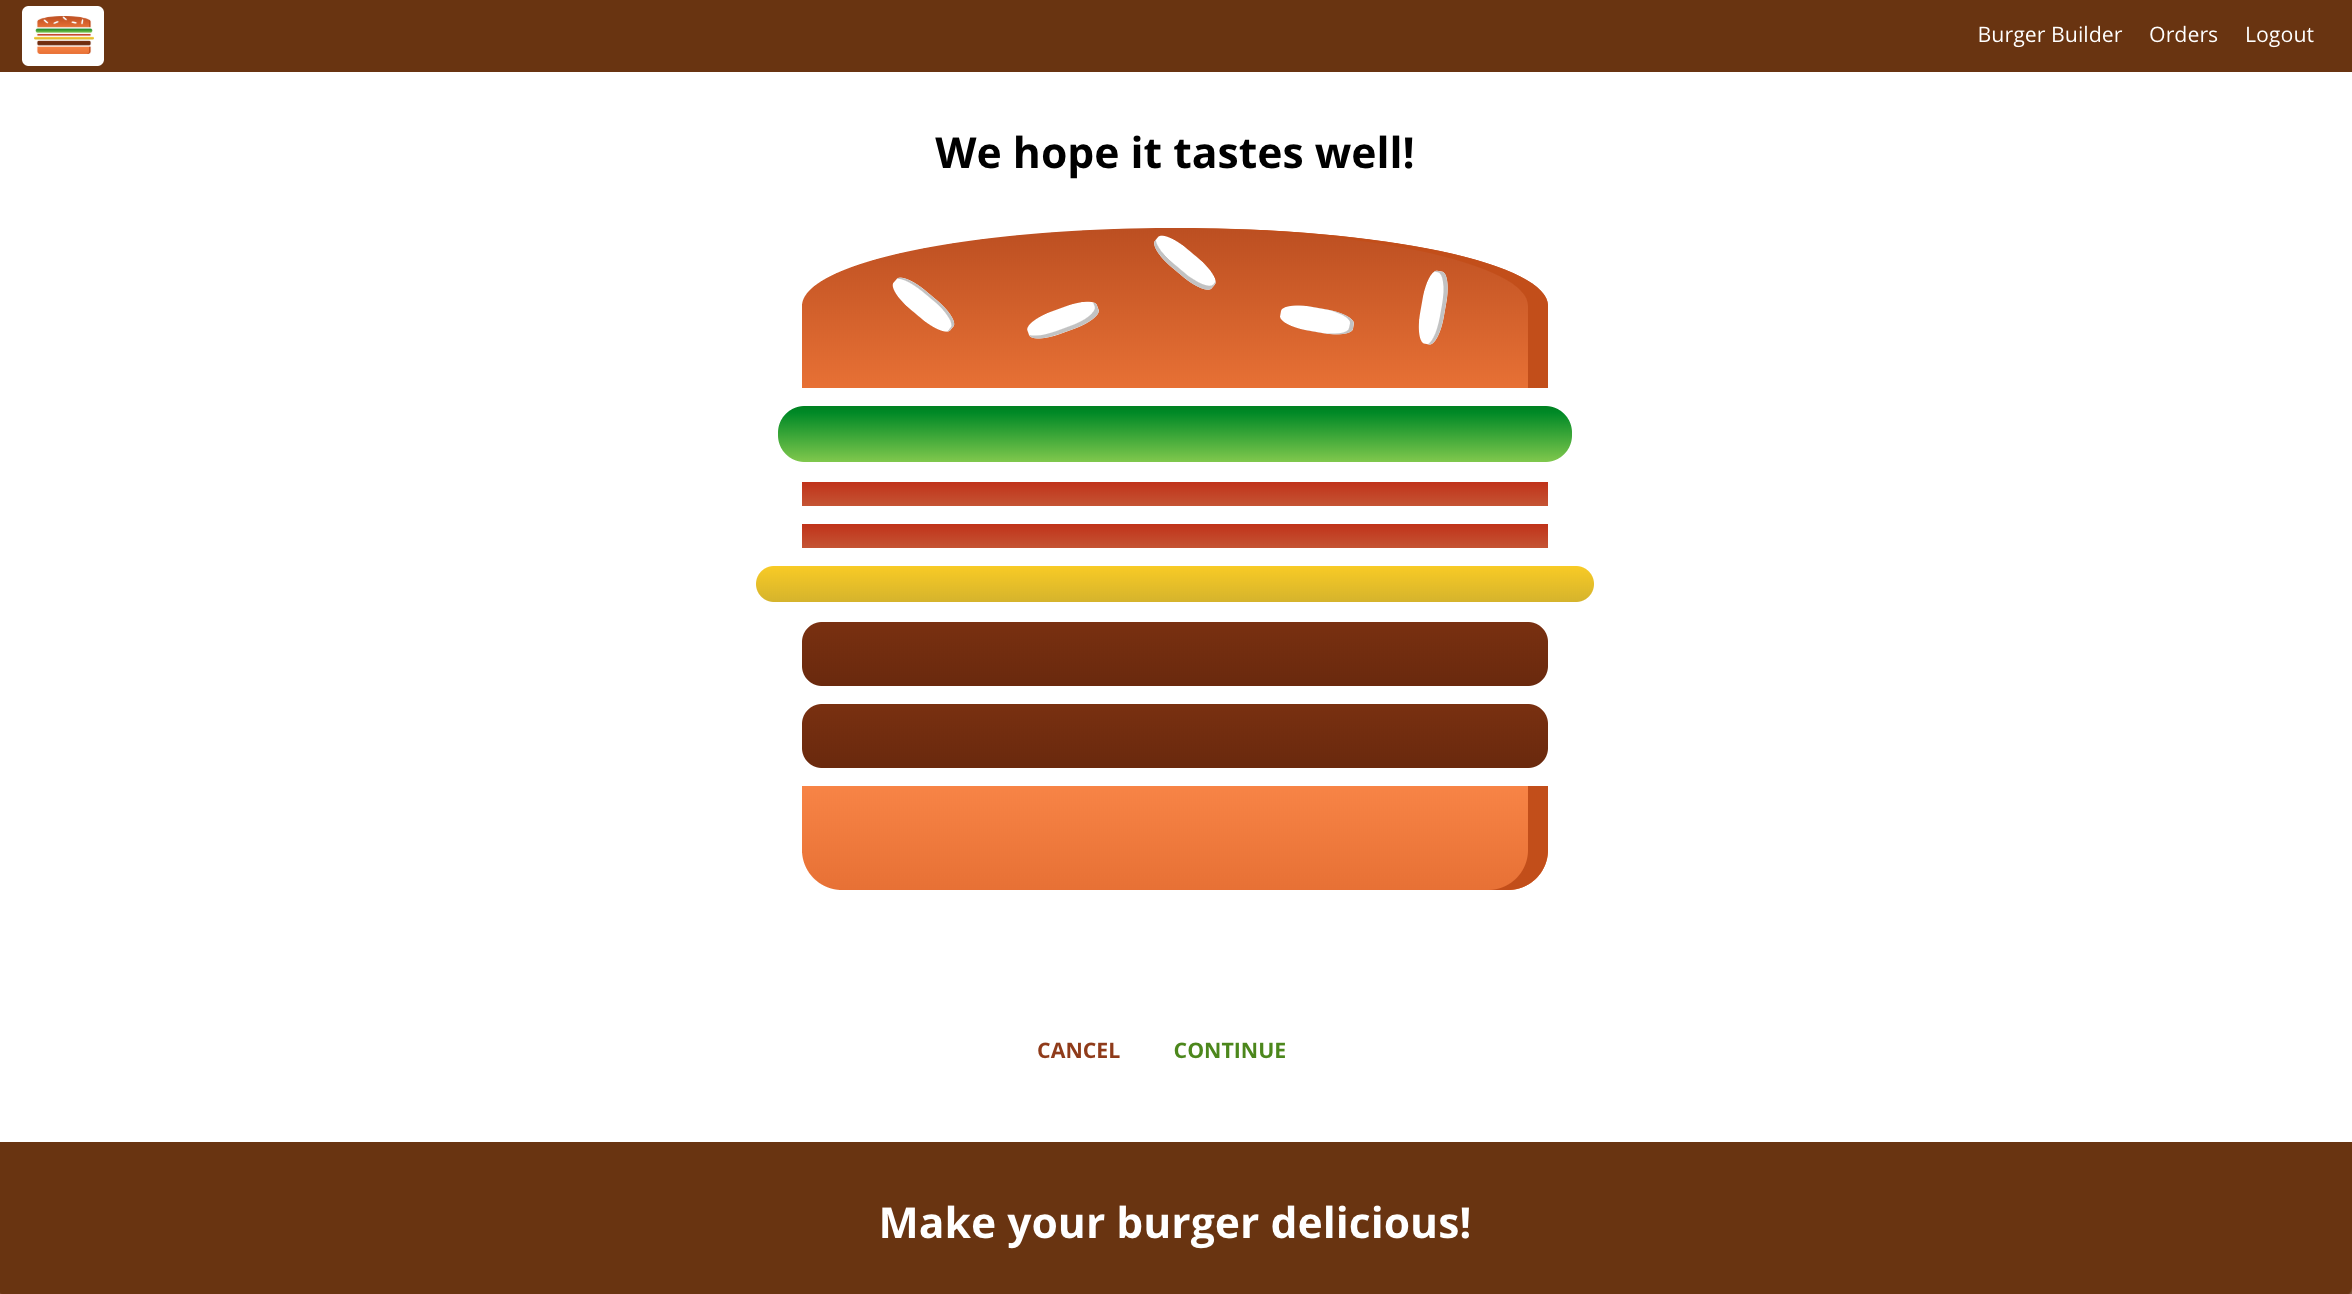 Burger Builder Orders Logout
We hope it tastes well!
CANCEL CONTINUE
Make your burger delicious!